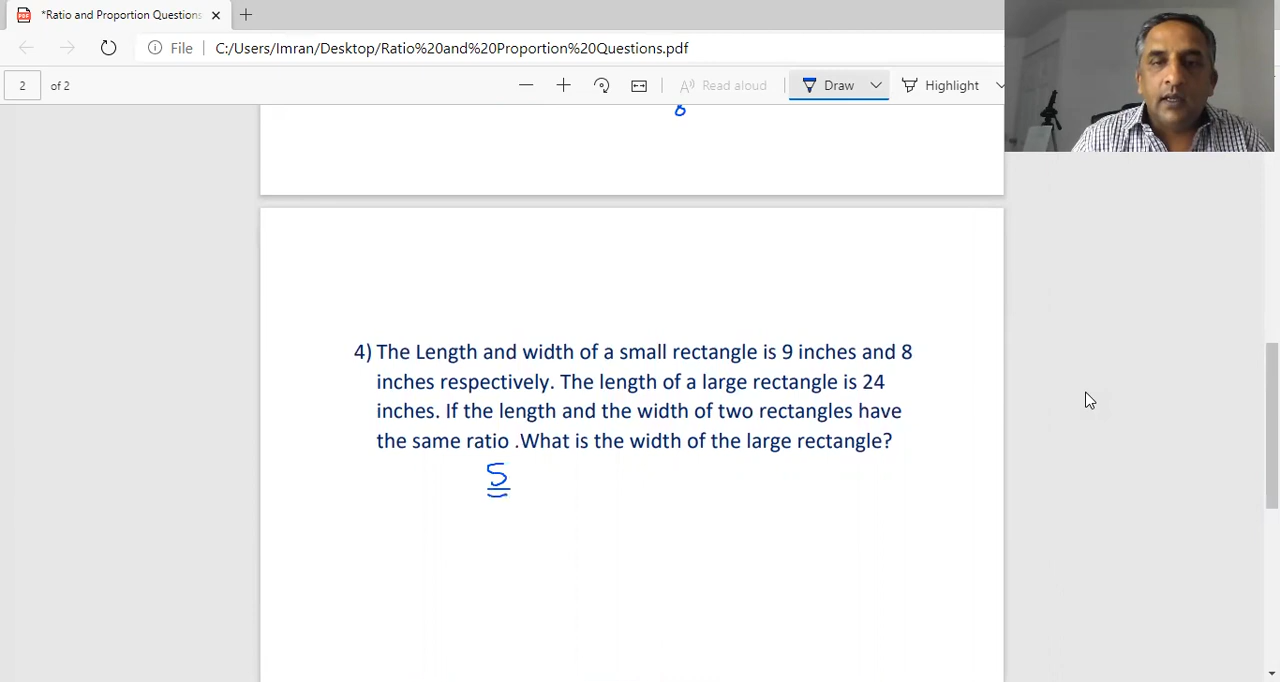 *Ratio and Proportion Questions
File C:/Users/Imran/Desktop/Ratio%20and%20Proportion%20Questions.pdf
2 of 2 Read aloud Draw Highlight
8
4) The Length and width of a small rectangle is 9 inches and 8
inches respectively. The length of a large rectangle is 24
inches. If the length and the width of two rectangles have
the same ratio .What is the width of the large rectangle?
S